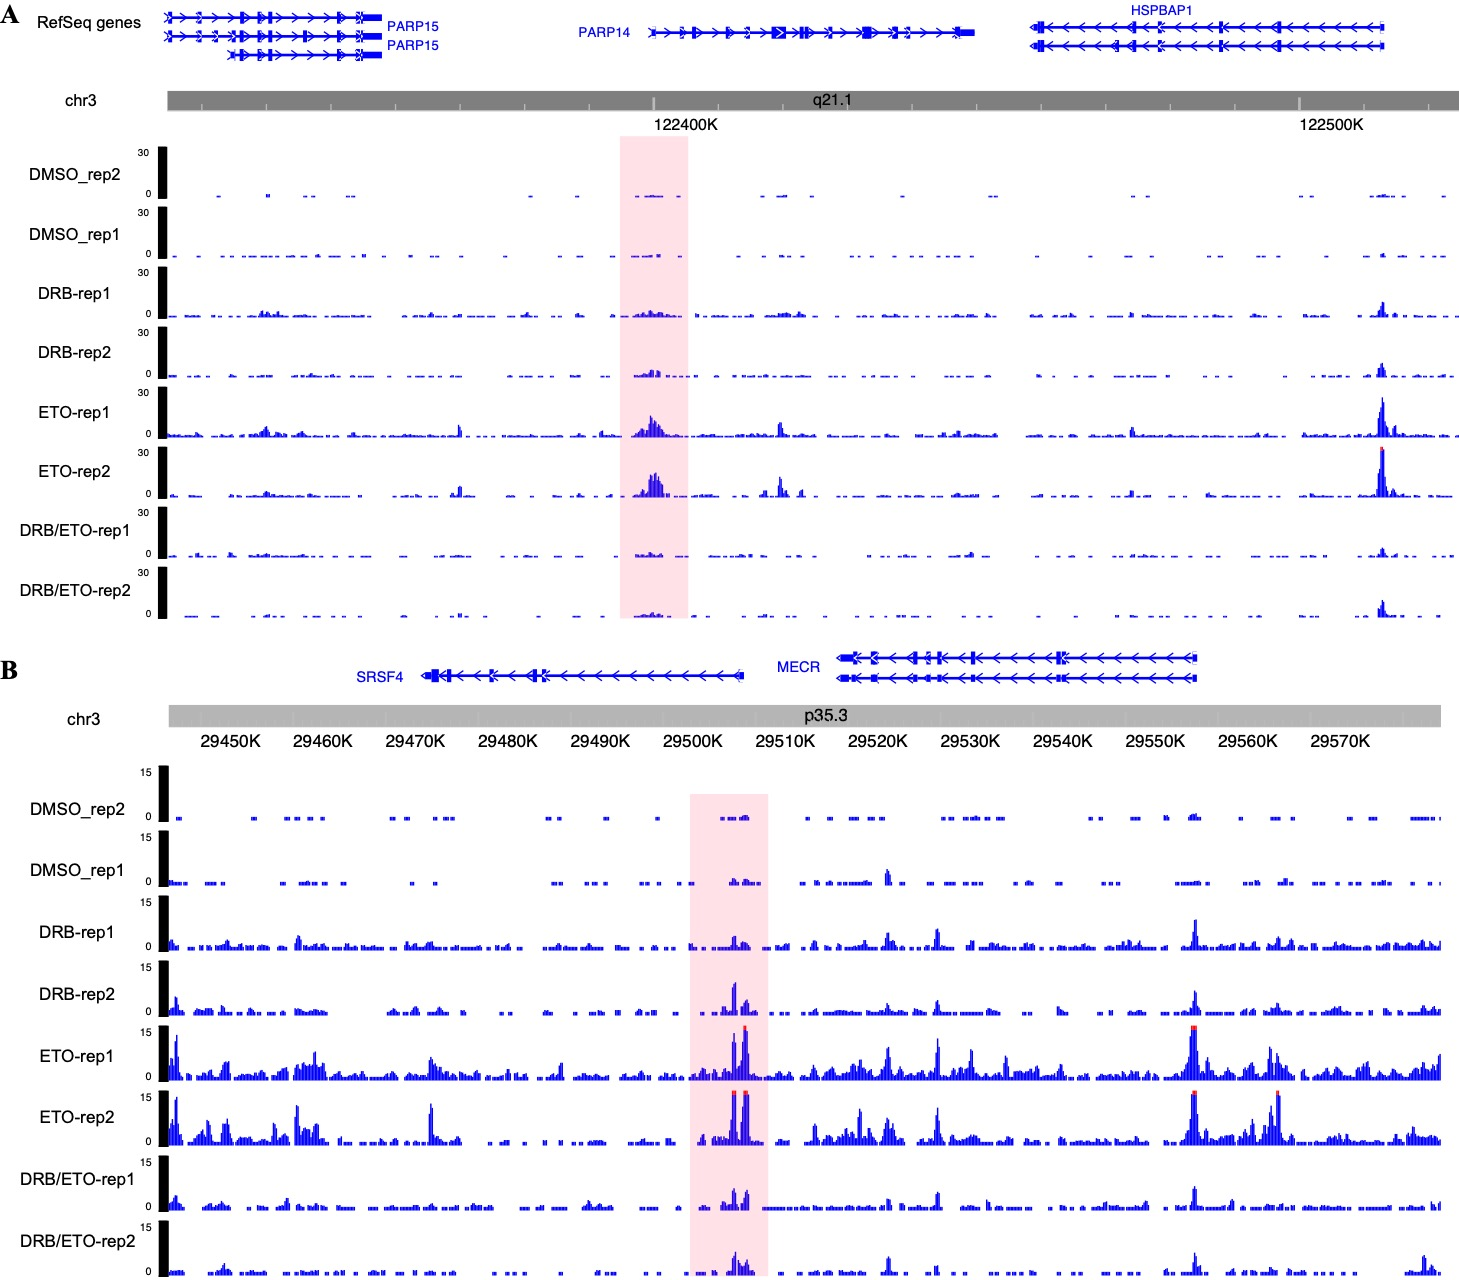 A
RefSeq genes
PARP15
PARP15
PARP14
HSPBAP1
chr3
q21.1
122400K
122500K
DMSO_rep2
30
0
DMSO_rep1
30
0
DRB-rep1
30
0
DRB-rep2
30
0
ETO-rep1
30
0
ETO-rep2
30
0
DRB/ETO-rep1
30
0
DRB/ETO-rep2
30
0
B
SRSF4
MECR
chr3
p35.3
29450K 29460K 29470K 29480K 29490K 29500K 29510K 29520K 29530K 29540K 29550K 29560K 29570K
DMSO_rep2
15
0
DMSO_rep1
15
0
DRB-rep1
15
0
DRB-rep2
15
0
ETO-rep1
15
0
ETO-rep2
15
0
DRB/ETO-rep1
15
0
DRB/ETO-rep2
15
0